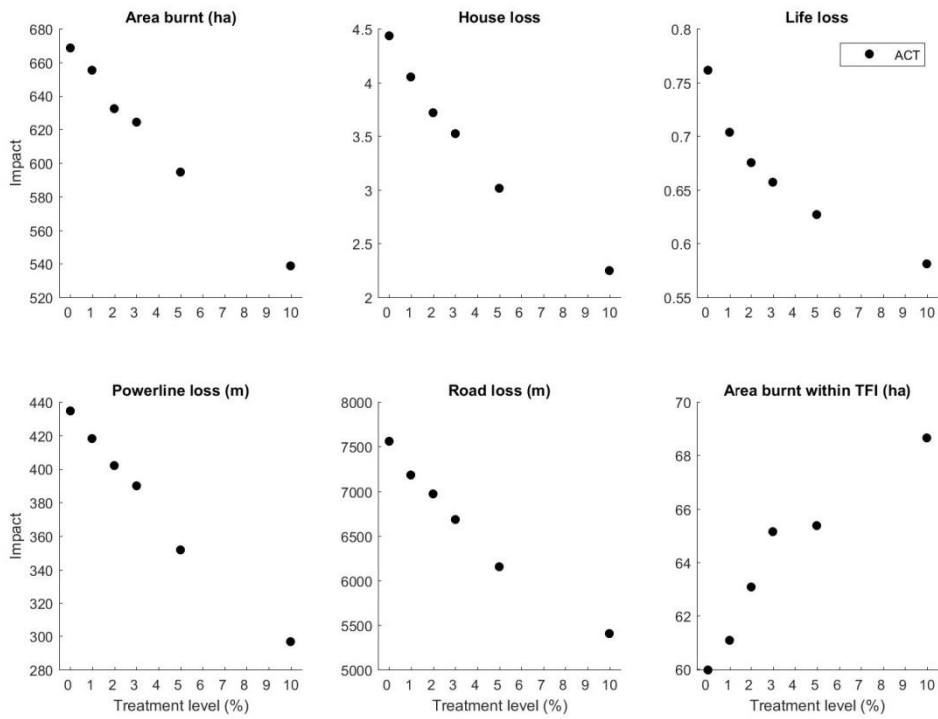 Area burnt (ha)
House loss
Life loss
680
660
640
620
600
580
560
540
520
Impact
0 1 2 3 4 5 6 7 8 9 10
4.5
4
3.5
3
2.5
2
0 1 2 3 4 5 6 7 8 9 10
0.8
0.75
0.7
0.65
0.6
0.55
ACT
0 1 2 3 4 5 6 7 8 9 10
Powerline loss (m)
Road loss (m)
Area burnt within TFI (ha)
440
420
400
380
360
340
320
300
280
Impact
0 1 2 3 4 5 6 7 8 9 10
Treatment level (%)
8000
7500
7000
6500
6000
5500
5000
0 1 2 3 4 5 6 7 8 9 10
Treatment level (%)
70
68
66
64
62
60
0 1 2 3 4 5 6 7 8 9 10
Treatment level (%)